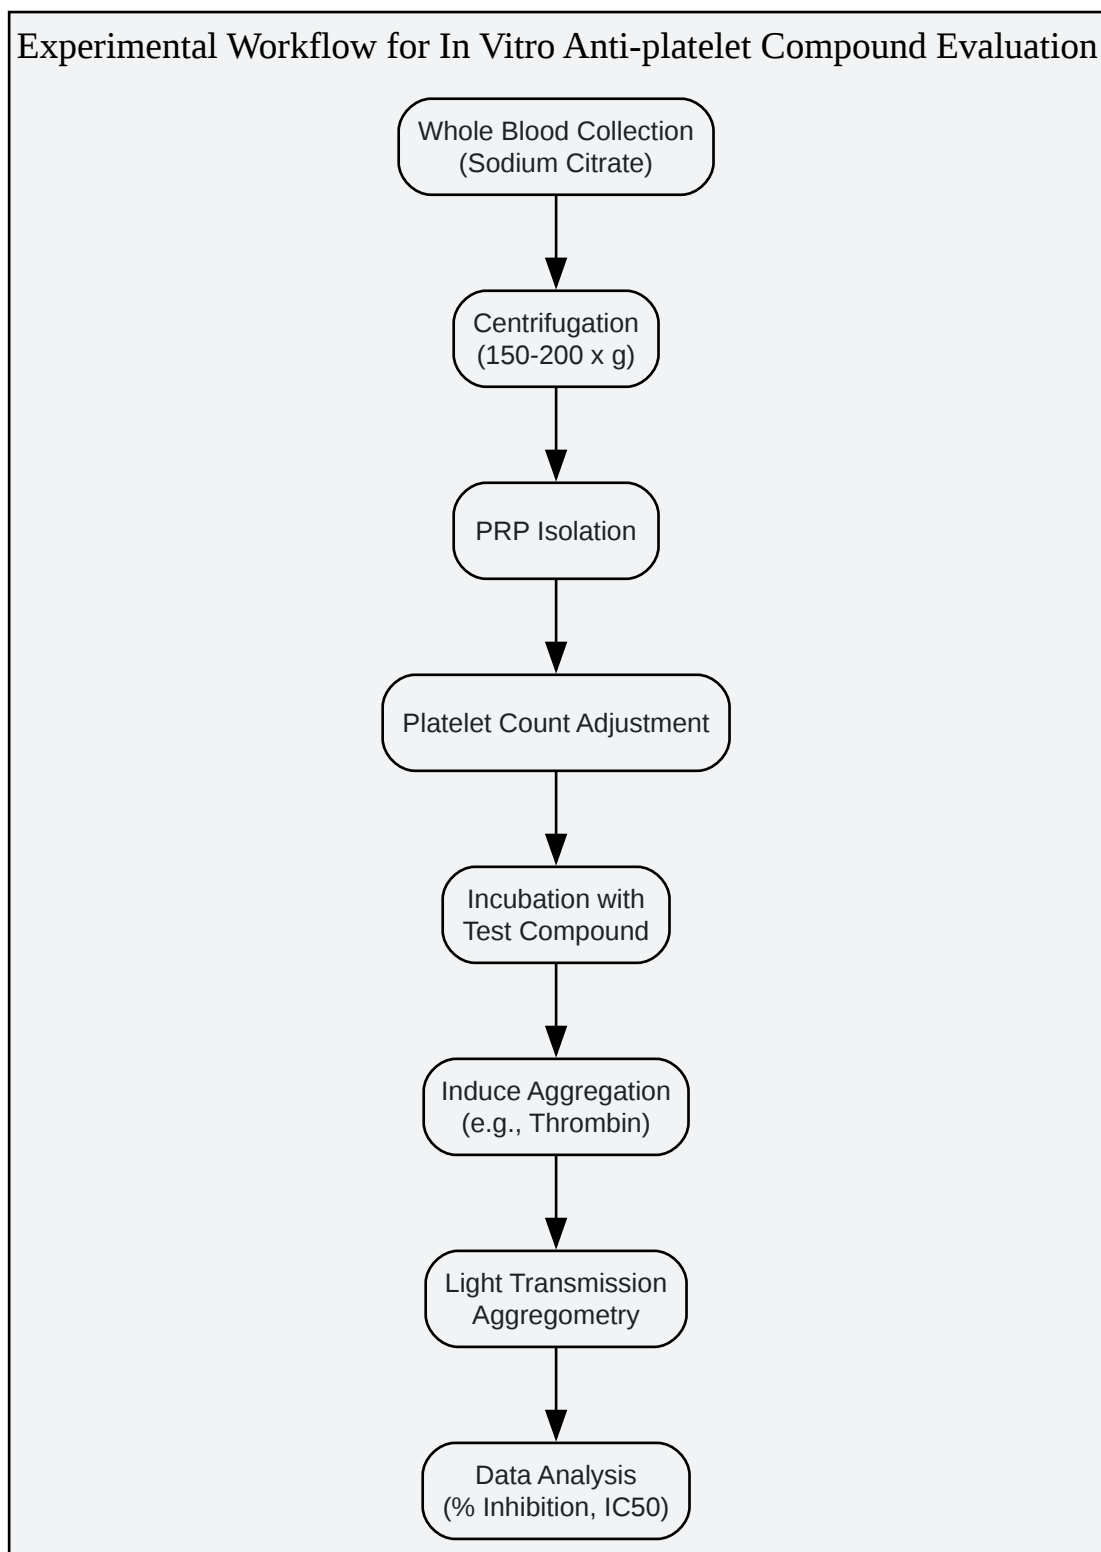 Experimental Workflow for In Vitro Anti-platelet Compound Evaluation
Whole Blood Collection
(Sodium Citrate)
Centrifugation
(150-200 x g)
PRP Isolation
Platelet Count Adjustment
Incubation with
Test Compound
Induce Aggregation
(e.g., Thrombin)
Light Transmission
Aggregometry
Data Analysis
(% Inhibition, IC50)